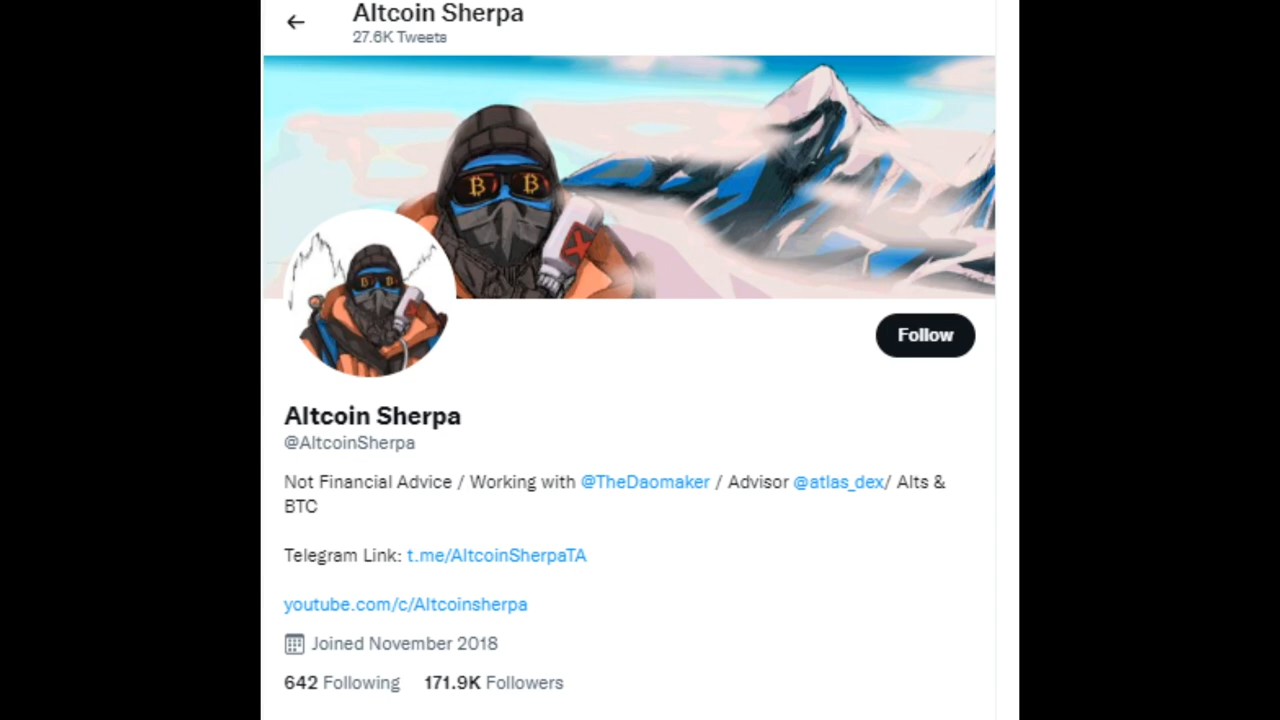 Altcoin Sherpa
27.6K Tweets
Follow
Altcoin Sherpa
@AltcoinSherpa
Not Financial Advice / Working with @TheDaomaker / Advisor @atlas_dex/ Alts &
BTC
Telegram Link: t.me/AltcoinSherpaTA
youtube.com/c/Altcoinsherpa
Joined November 2018
642 Following 171.9K Followers